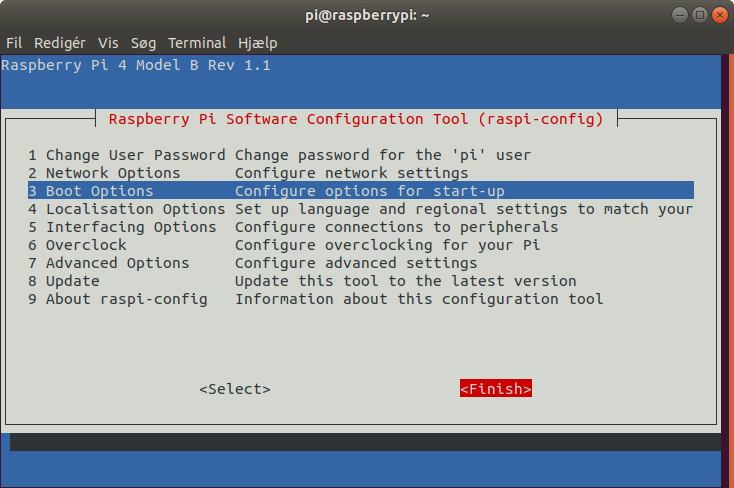 pi@raspberrypi: ~
Fil Redigér Vis Søg Terminal Hjælp
Raspberry Pi 4 Model B Rev 1.1
Raspberry Pi Software Configuration Tool (raspi-config)
1 Change User Password Change password for the 'pi' user
2 Network Options Configure network settings
3 Boot Options Configure options for start-up
4 Localisation Options Set up language and regional settings to match your
5 Interfacing Options Configure connections to peripherals
6 Overclock Configure overclocking for your Pi
7 Advanced Options Configure advanced settings
8 Update Update this tool to the latest version
9 About raspi-config Information about this configuration tool
<Select> <Finish>